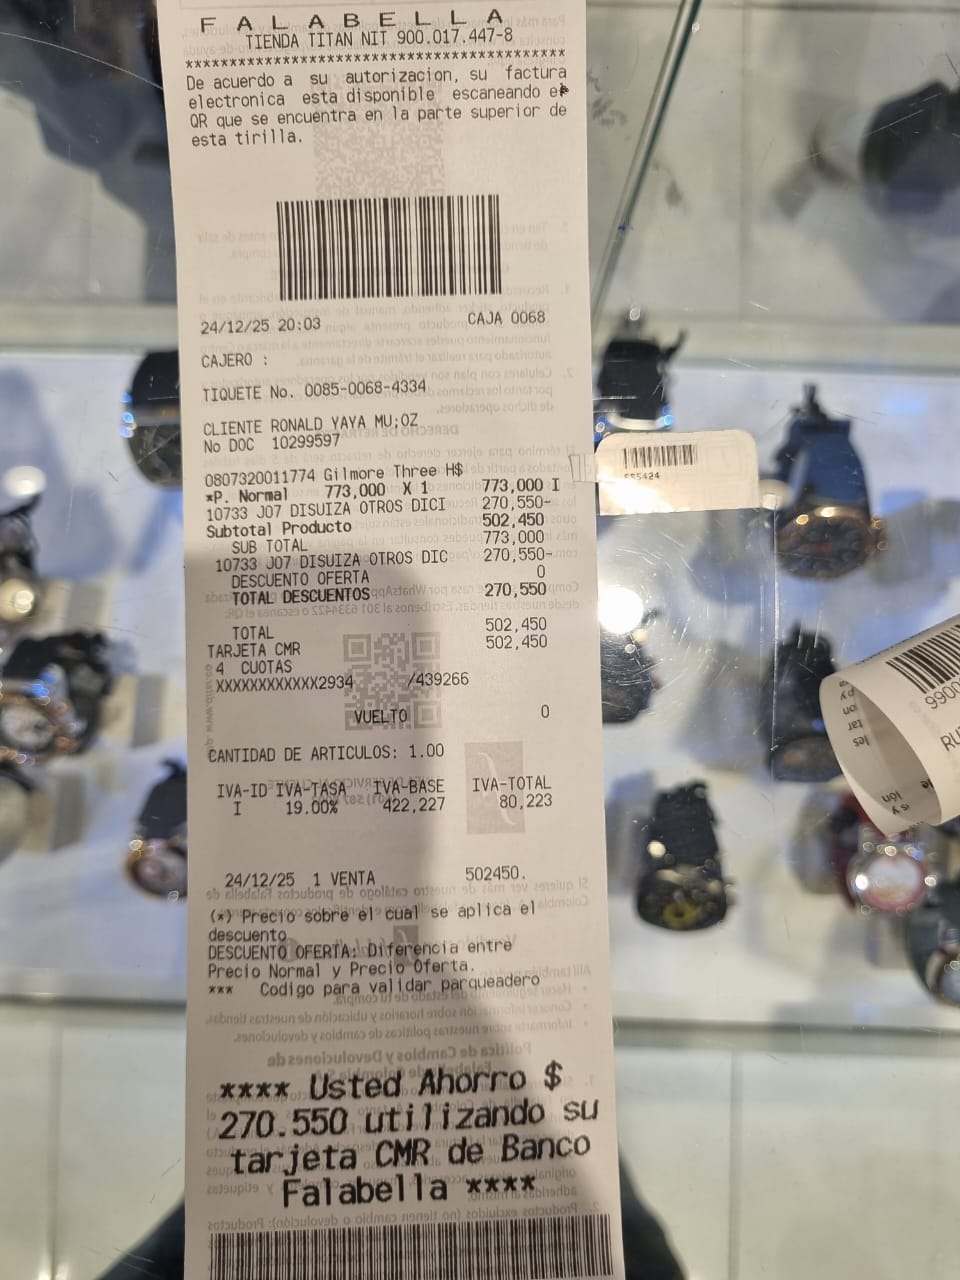 F A L A B E L L A
TIENDA TITAN NIT 900.017.447-8
*******************************************
De acuerdo a su autorizacion, su factura
electronica esta disponible escaneando e
QR que se encuentra en la parte superior de
esta tirilla.
24/12/25 20:03 CAJA 0068
CAJERO :
TIQUETE No. 0085-0068-4334
CLIENTE RONALD YAYA MU;OZ
No DOC 10299597
0807320011774 Gilmore Three H$
*P. Normal 773,000 X 1 773,000 I
10733 J07 DISUIZA OTROS DICI 270,550-
Subtotal Producto 502,450
SUB TOTAL 773,000
10733 J07 DISUIZA OTROS DIC 270,550-
DESCUENTO OFERTA 0
TOTAL DESCUENTOS 270,550
TOTAL 502,450
TARJETA CMR 502,450
4 CUOTAS
XXXXXXXXXXXX2934 /439266
VUELTO 0
CANTIDAD DE ARTICULOS: 1.00
IVA-ID IVA-TASA IVA-BASE IVA-TOTAL
I 19.00% 422,227 80,223
24/12/25 1 VENTA 502450.
(*) Precio sobre el cual se aplica el
descuento
DESCUENTO OFERTA: Diferencia entre
Precio Normal y Precio Oferta.
*** Codigo para validar parqueadero
**** Usted Ahorro $
270.550 utilizando su
tarjeta CMR de Banco
Falabella ****